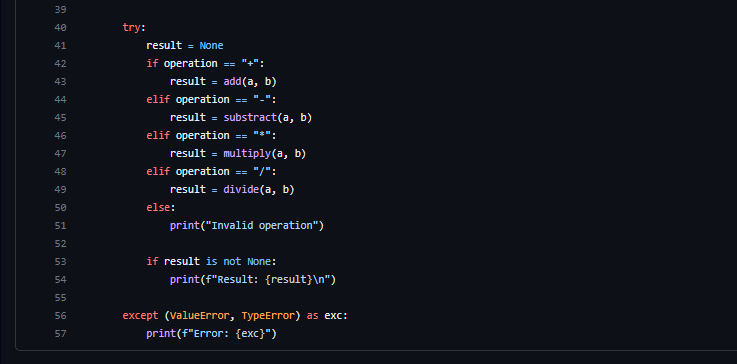 39
40 try:
41 result = None
42 if operation == "+":
43 result = add(a, b)
44 elif operation == "-":
45 result = substract(a, b)
46 elif operation == "*":
47 result = multiply(a, b)
48 elif operation == "/":
49 result = divide(a, b)
50 else:
51 print("Invalid operation")
52
53 if result is not None:
54 print(f"Result: {result}\n")
55
56 except (ValueError, TypeError) as exc:
57 print(f"Error: {exc}")